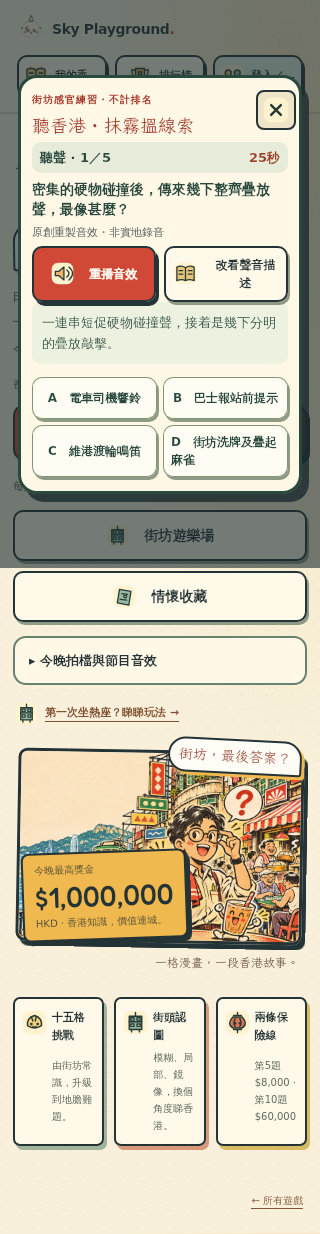 Sky Playground.
我的手
排行榜
登入／
街坊感官練習・不計排名
聽香港・抹霧搵線索
聽聲・1／5
25秒
密集的硬物碰撞後，傳來幾下整齊疊放
聲，最像甚麼？
原創重製音效・非實地錄音
重播音效
改看聲音描
述
一連串短促硬物碰撞聲，接着是幾下分明
的疊放敲擊。
A 電車司機響鈴
B 巴士報站前提示
C 維港渡輪鳴笛
D 街坊洗牌及疊起
麻雀
街坊遊樂場
情懷收藏
▸ 今晚拍檔與節目音效
第一次坐熱座？睇睇玩法 →
街坊，最後答案？
?
今晚最高獎金
$1,000,000
HKD・香港知識，價值連城。
一格漫畫，一段香港故事。
十五格
挑戰
由街坊常
識，升級
到地膽難
題。
街頭認
圖
模糊、局
部、鏡
像，換個
角度睇香
港。
兩條保
險線
第5題
$8,000 ·
第10題
$60,000
← 所有遊戲